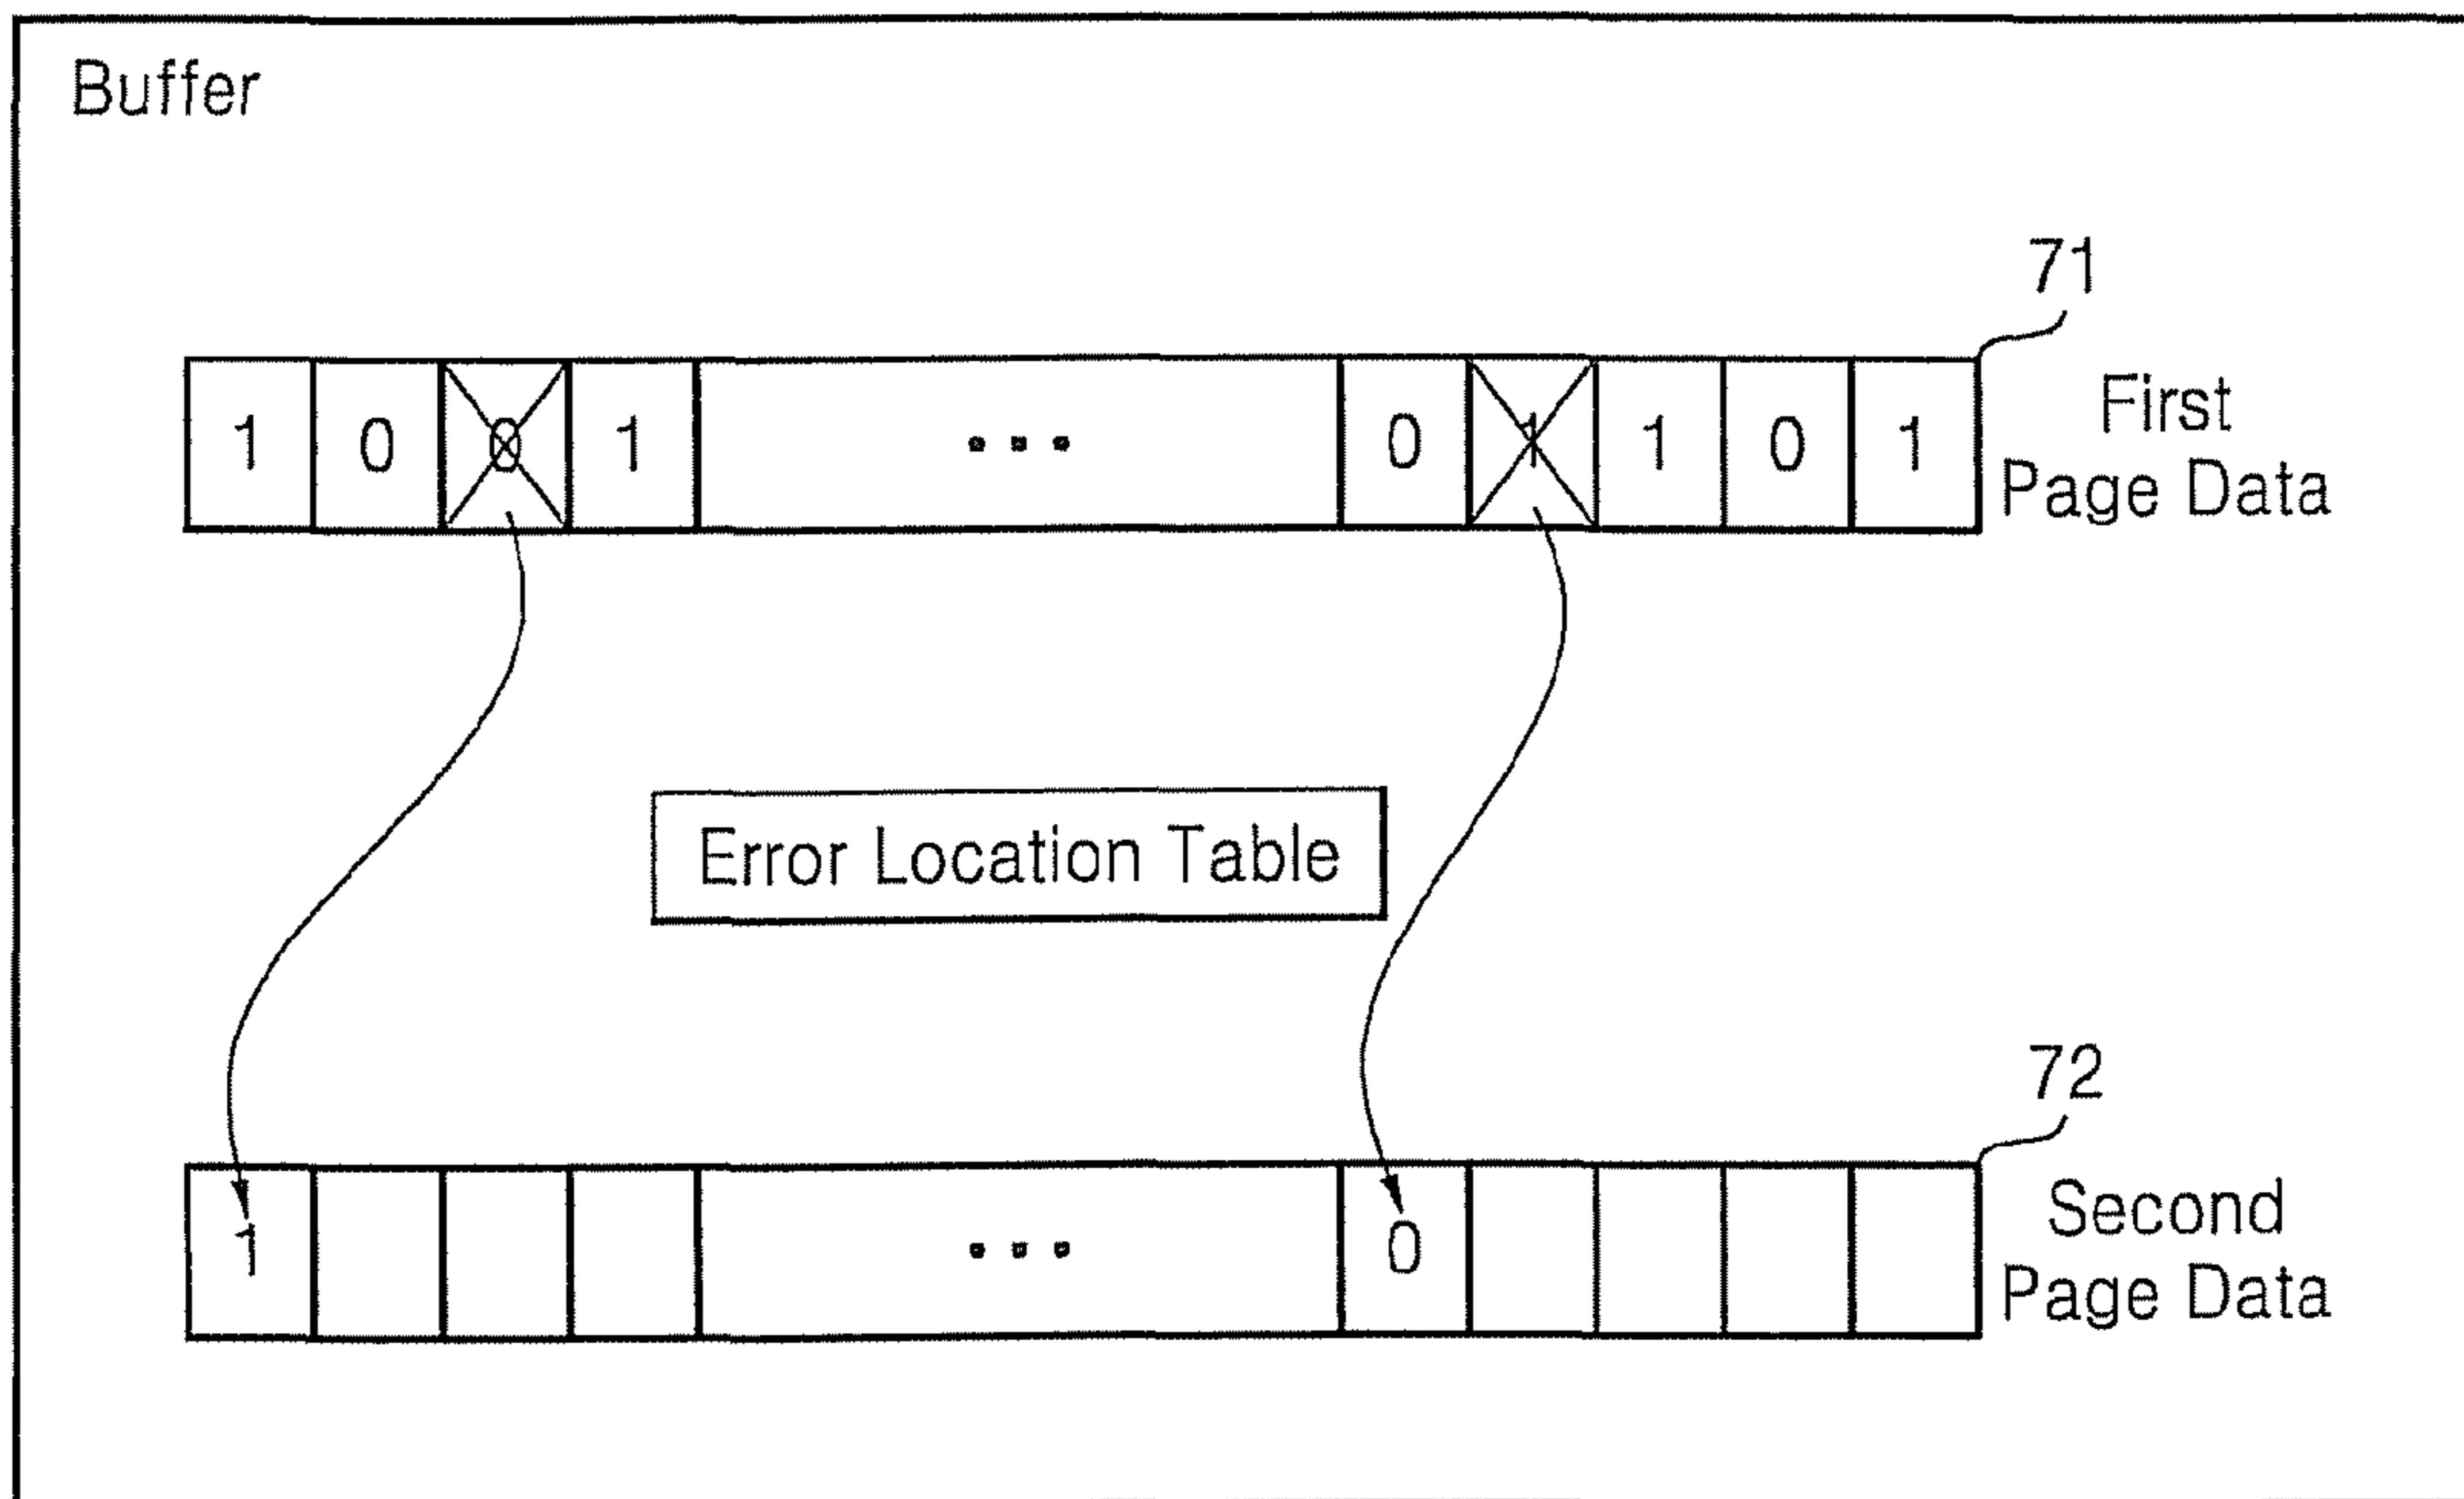 Buffer
71
1 0 0 1 ... 0 1 1 0 1
First
Page Data
Error Location Table
72
1 ... 0
Second
Page Data